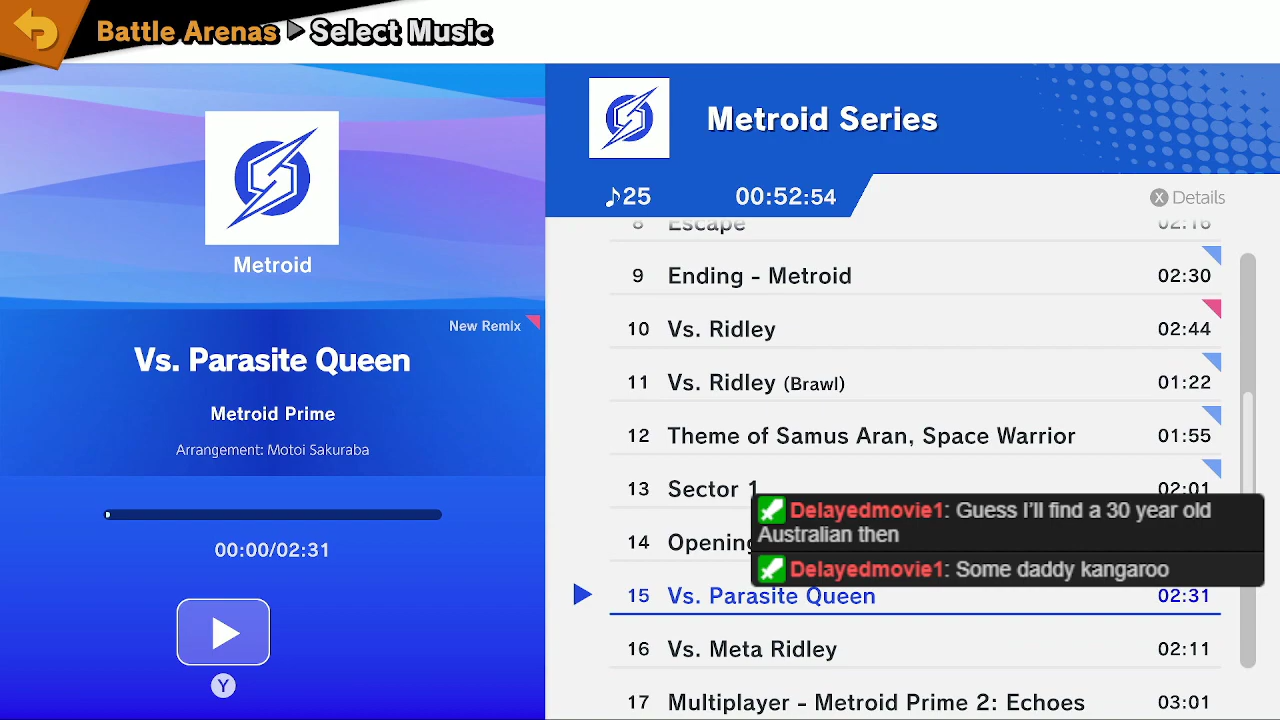 Battle Arenas ▶ Select Music
Metroid
New Remix
Vs. Parasite Queen
Metroid Prime
Arrangement: Motoi Sakuraba
00:00/02:31
Y
Metroid Series
♪25 00:52:54
X Details
8 Escape 02:16
9 Ending - Metroid 02:30
10 Vs. Ridley 02:44
11 Vs. Ridley (Brawl) 01:22
12 Theme of Samus Aran, Space Warrior 01:55
13 Sector 1 02:01
14 Opening
Delayedmovie1: Guess I'll find a 30 year old
Australian then
Delayedmovie1: Some daddy kangaroo
15 Vs. Parasite Queen 02:31
16 Vs. Meta Ridley 02:11
17 Multiplayer - Metroid Prime 2: Echoes 03:01